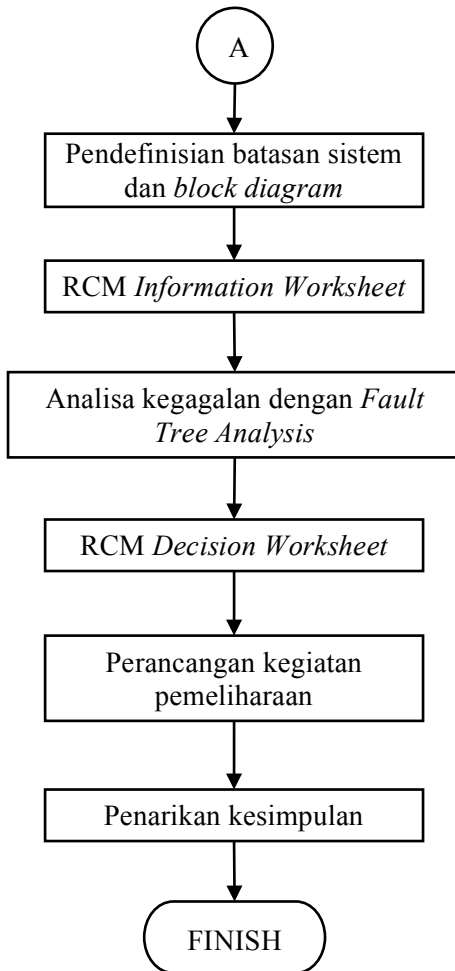 A
Pendefinisian batasan sistem
dan block diagram
RCM Information Worksheet
Analisa kegagalan dengan Fault
Tree Analysis
RCM Decision Worksheet
Perancangan kegiatan
pemeliharaan
Penarikan kesimpulan
FINISH